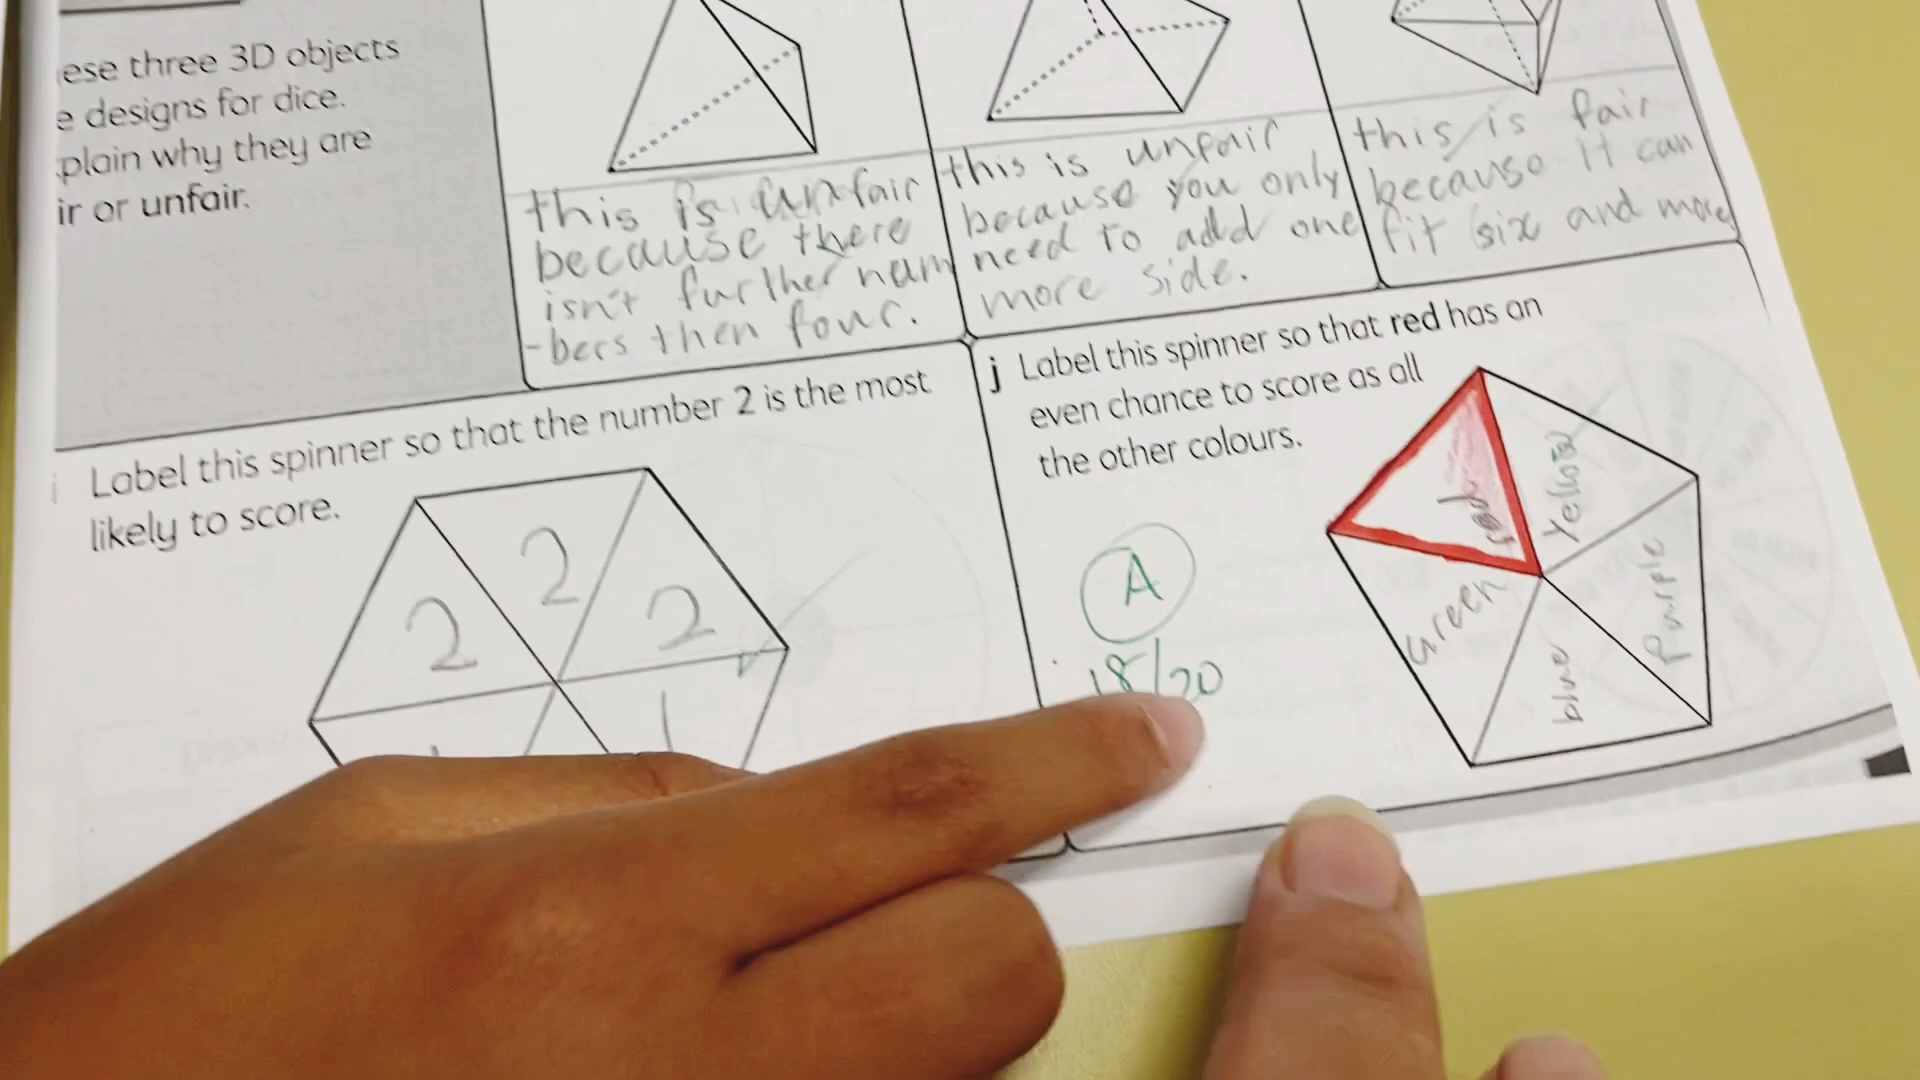 ese three 3D objects
e designs for dice.
plain why they are
ir or unfair.
this is unfair
because there
isn't further num
-bers then four.
this is unfair
because you only
need to add one
more side.
this is fair
because it can
fit six and more
i Label this spinner so that the number 2 is the most
likely to score.
2
2
2
1
j Label this spinner so that red has an
even chance to score as all
the other colours.
A
18/20
red
Yellow
Purple
blue
Green